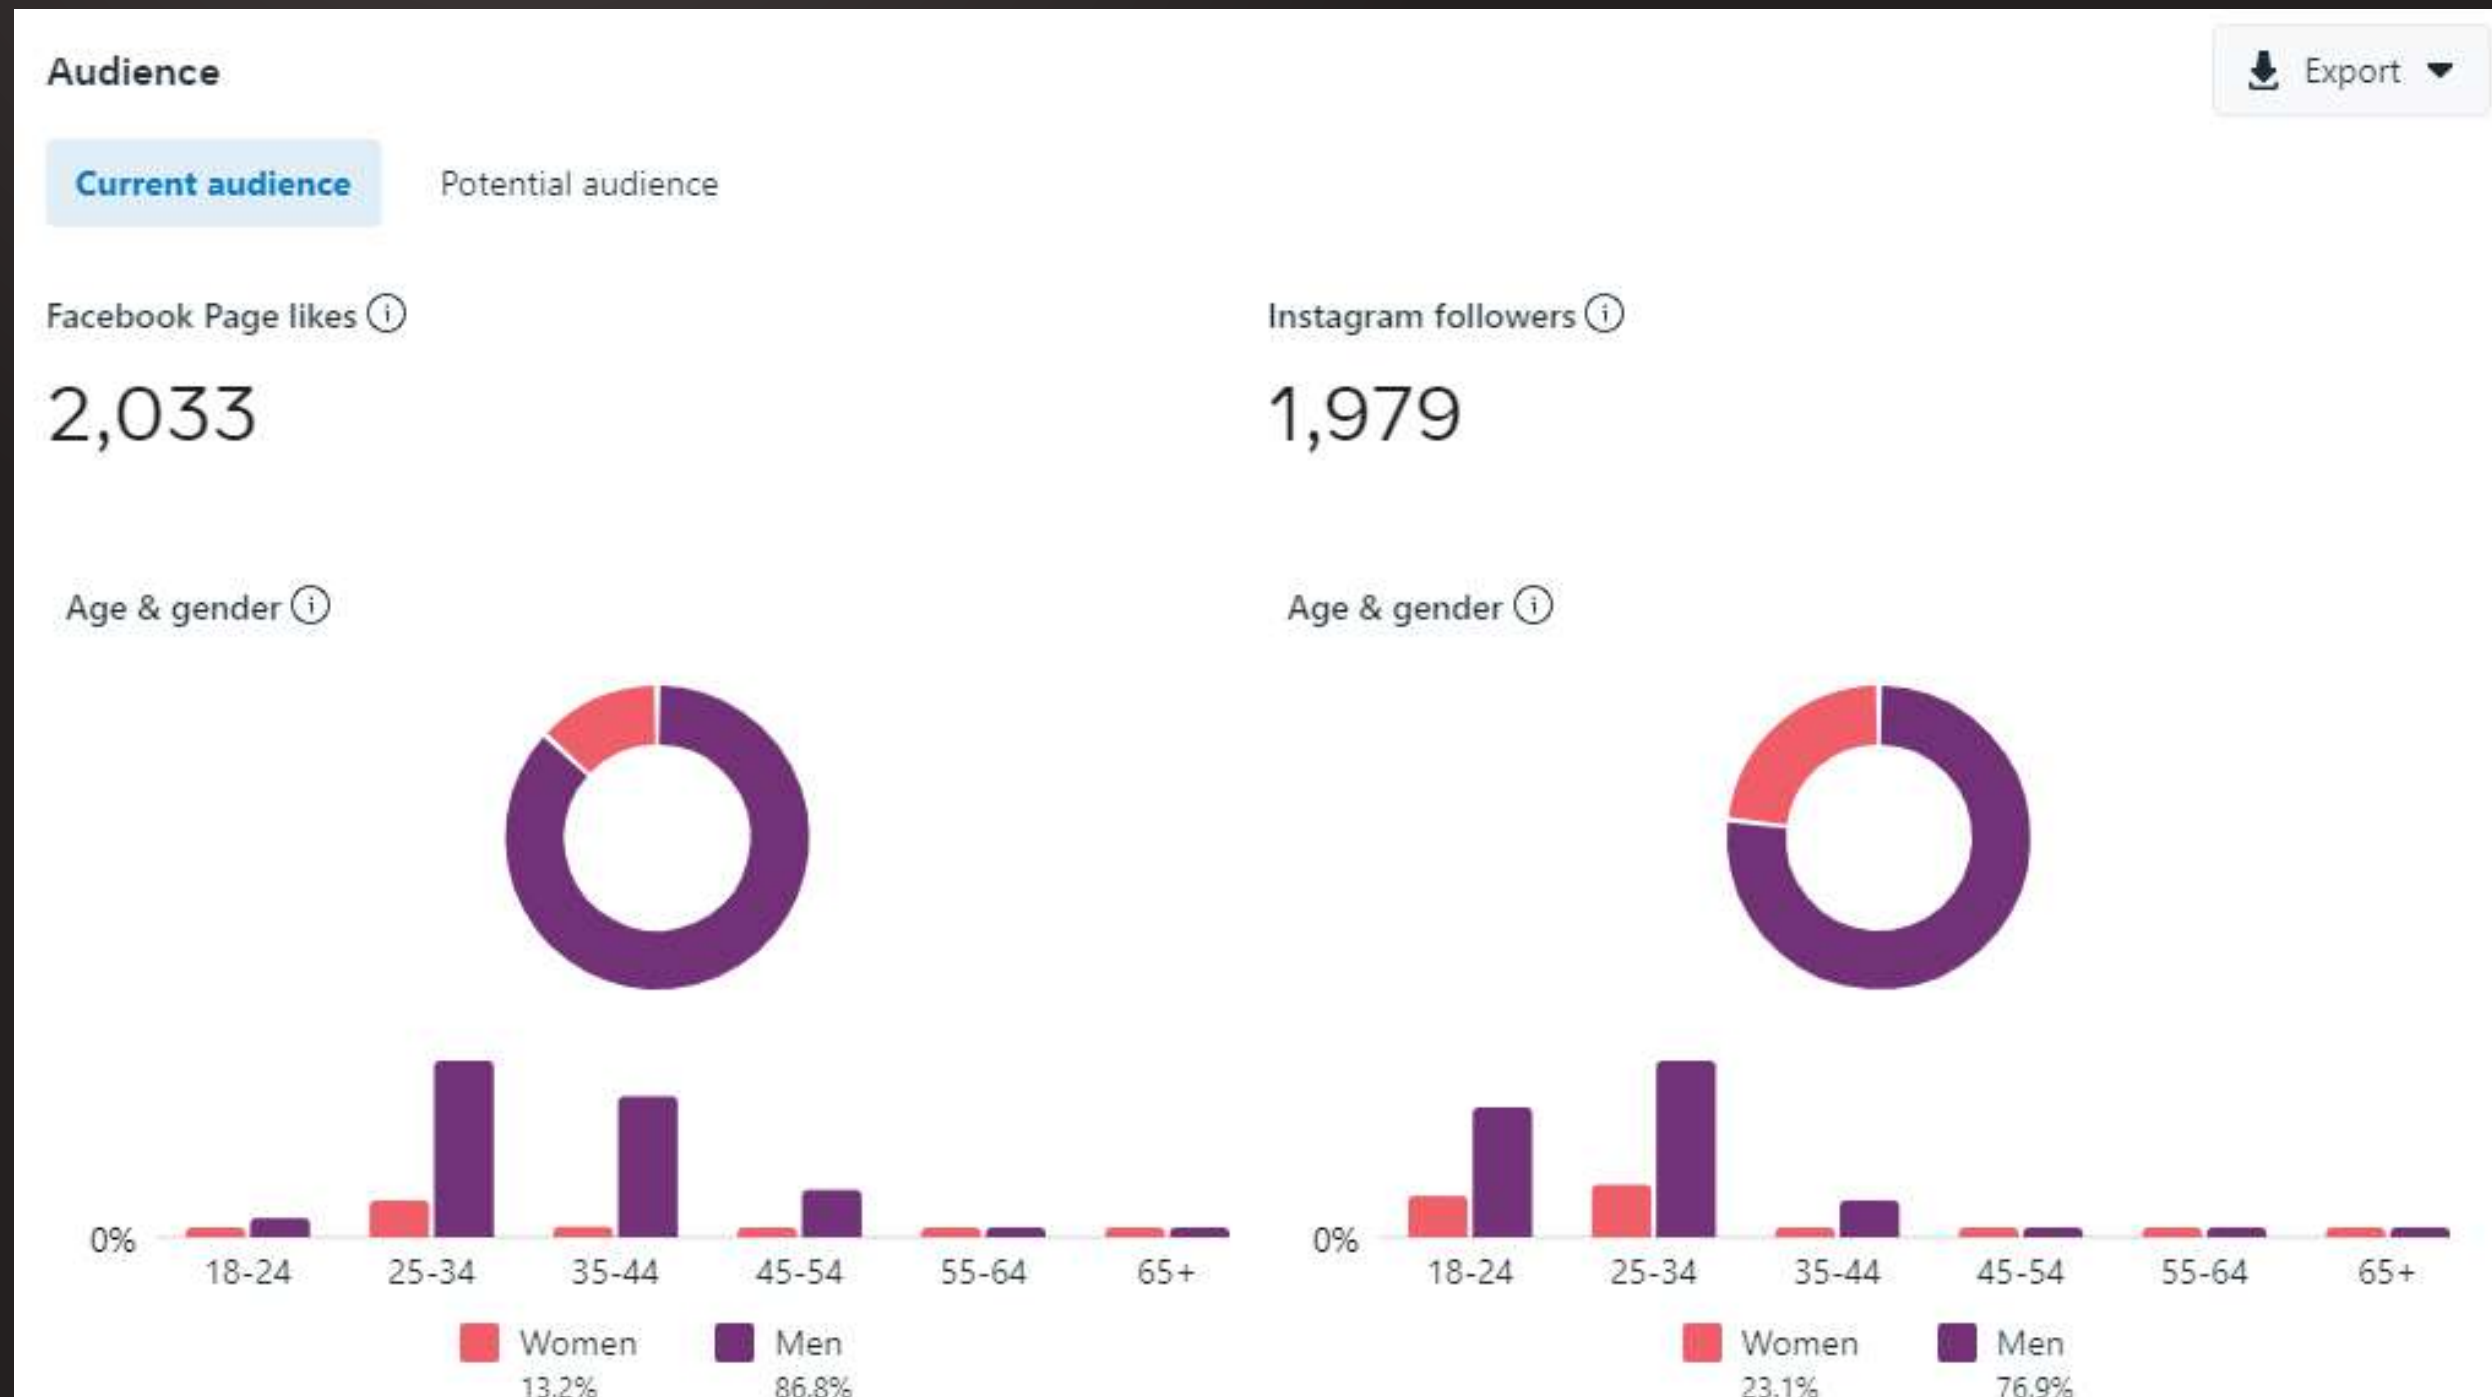 Audience
Export
Current audience
Potential audience
Facebook Page likes
2,033
Instagram followers
1,979
Age & gender
0%
18-24 25-34 35-44 45-54 55-64 65+
Women Men
13.2% 86.8%
Age & gender
0%
18-24 25-34 35-44 45-54 55-64 65+
Women Men
23.1% 76.9%